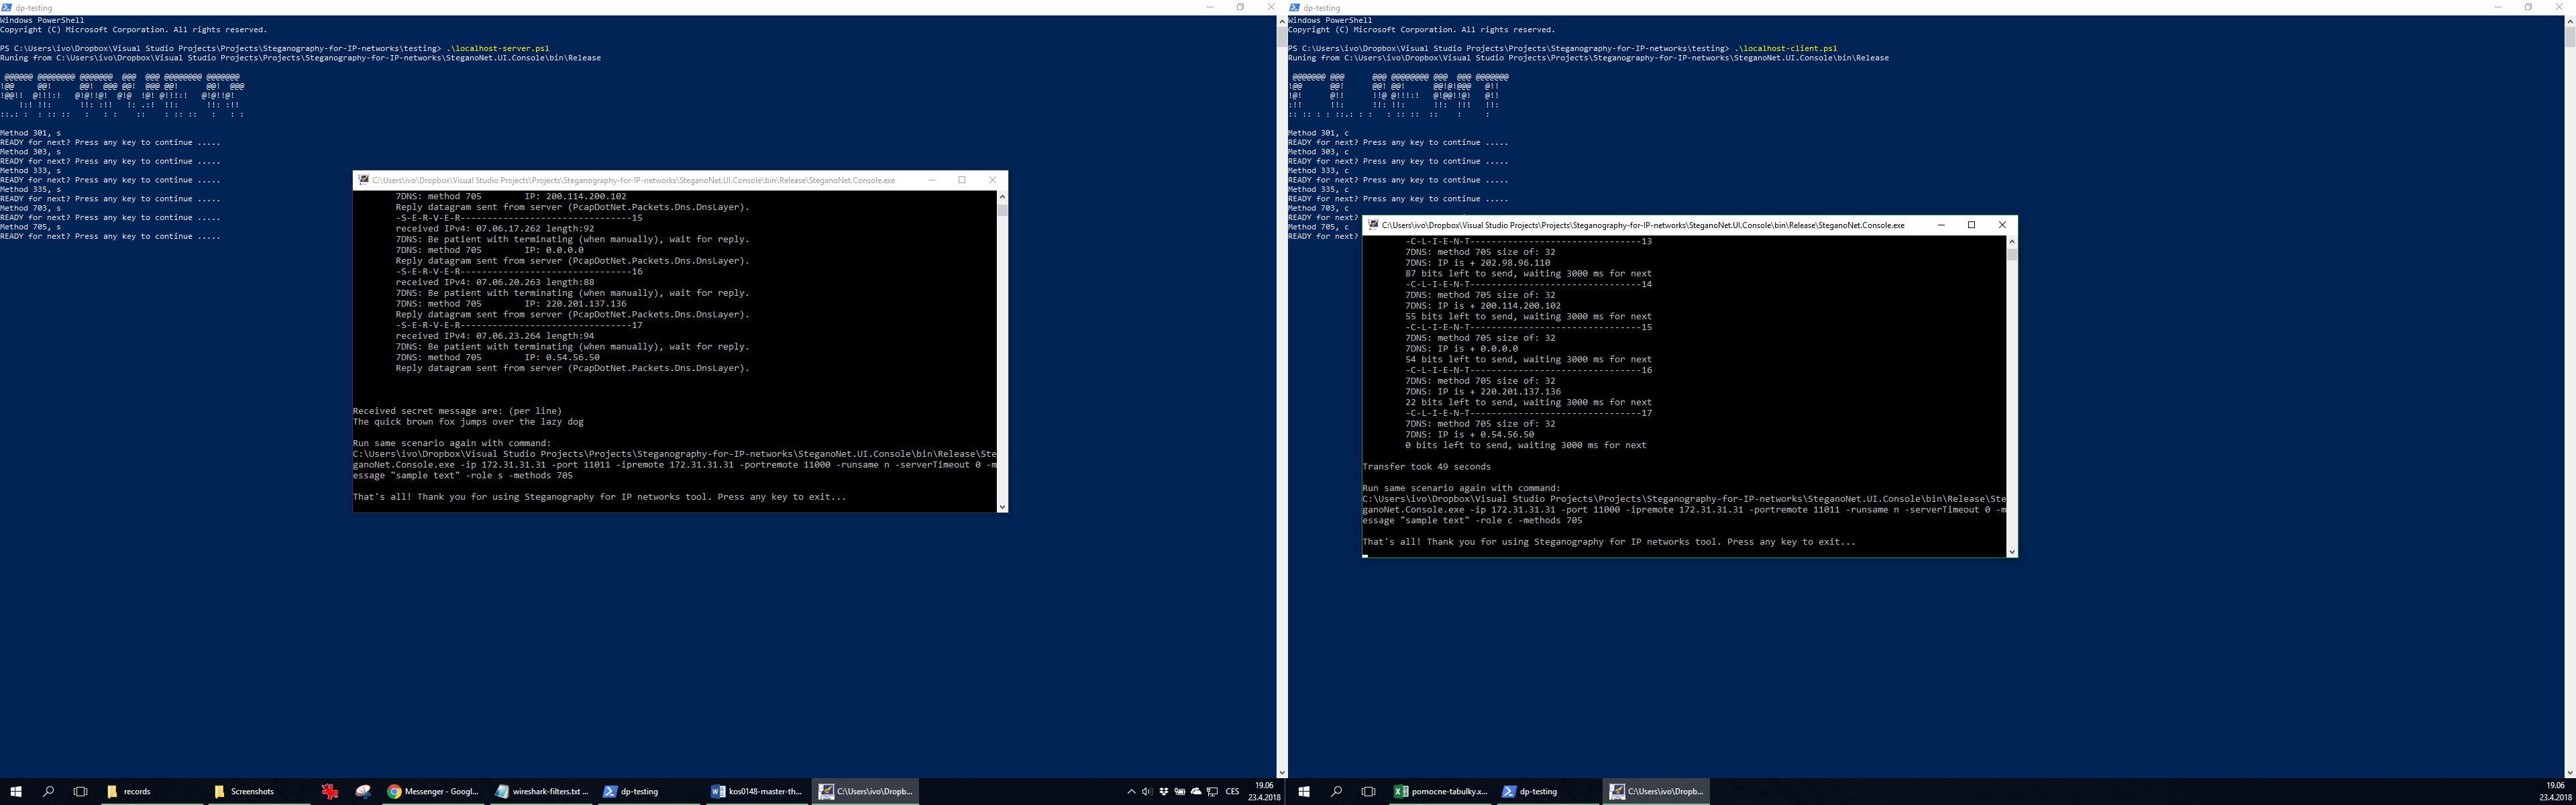 dp-testing
Windows PowerShell
Copyright (C) Microsoft Corporation. All rights reserved.
PS C:\Users\ivo\Dropbox\Visual Studio Projects\Projects\Steganography-for-IP-networks\testing> .\localhost-server.ps1
Runing from C:\Users\ivo\Dropbox\Visual Studio Projects\Projects\Steganography-for-IP-networks\SteganoNet.UI.Console\bin\Release
Method 301, s
READY for next? Press any key to continue .....
Method 303, s
READY for next? Press any key to continue .....
Method 333, s
READY for next? Press any key to continue .....
Method 335, s
READY for next? Press any key to continue .....
Method 703, s
READY for next? Press any key to continue .....
Method 705, s
READY for next? Press any key to continue .....
C:\Users\ivo\Dropbox\Visual Studio Projects\Projects\Steganography-for-IP-networks\SteganoNet.UI.Console\bin\Release\SteganoNet.Console.exe
7DNS: method 705 IP: 200.114.200.102
Reply datagram sent from server (PcapDotNet.Packets.Dns.DnsLayer).
-S-E-R-V-E-R--------------------------------15
received IPv4: 07.06.17.262 length:92
7DNS: Be patient with terminating (when manually), wait for reply.
7DNS: method 705 IP: 0.0.0.0
Reply datagram sent from server (PcapDotNet.Packets.Dns.DnsLayer).
-S-E-R-V-E-R--------------------------------16
received IPv4: 07.06.20.263 length:88
7DNS: Be patient with terminating (when manually), wait for reply.
7DNS: method 705 IP: 220.201.137.136
Reply datagram sent from server (PcapDotNet.Packets.Dns.DnsLayer).
-S-E-R-V-E-R--------------------------------17
received IPv4: 07.06.23.264 length:94
7DNS: Be patient with terminating (when manually), wait for reply.
7DNS: method 705 IP: 0.54.56.50
Reply datagram sent from server (PcapDotNet.Packets.Dns.DnsLayer).
Received secret message are: (per line)
The quick brown fox jumps over the lazy dog
Run same scenario again with command:
C:\Users\ivo\Dropbox\Visual Studio Projects\Projects\Steganography-for-IP-networks\SteganoNet.UI.Console\bin\Release\Ste
ganoNet.Console.exe -ip 172.31.31.31 -port 11011 -ipremote 172.31.31.31 -portremote 11000 -runsame n -serverTimeout 0 -m
essage "sample text" -role s -methods 705
That's all! Thank you for using Steganography for IP networks tool. Press any key to exit...
records
Screenshots
Messenger - Googl...
wireshark-filters.txt ...
dp-testing
kos0148-master-th...
C:\Users\ivo\Dropb...
CES
19.06
23.4.2018
dp-testing
Windows PowerShell
Copyright (C) Microsoft Corporation. All rights reserved.
PS C:\Users\ivo\Dropbox\Visual Studio Projects\Projects\Steganography-for-IP-networks\testing> .\localhost-client.ps1
Runing from C:\Users\ivo\Dropbox\Visual Studio Projects\Projects\Steganography-for-IP-networks\SteganoNet.UI.Console\bin\Release
Method 301, c
READY for next? Press any key to continue .....
Method 303, c
READY for next? Press any key to continue .....
Method 333, c
READY for next? Press any key to continue .....
Method 335, c
READY for next? Press any key to continue .....
Method 703, c
READY for next?
Method 705, c
READY for next?
C:\Users\ivo\Dropbox\Visual Studio Projects\Projects\Steganography-for-IP-networks\SteganoNet.UI.Console\bin\Release\SteganoNet.Console.exe
-C-L-I-E-N-T--------------------------------13
7DNS: method 705 size of: 32
7DNS: IP is + 202.98.96.110
87 bits left to send, waiting 3000 ms for next
-C-L-I-E-N-T--------------------------------14
7DNS: method 705 size of: 32
7DNS: IP is + 200.114.200.102
55 bits left to send, waiting 3000 ms for next
-C-L-I-E-N-T--------------------------------15
7DNS: method 705 size of: 32
7DNS: IP is + 0.0.0.0
54 bits left to send, waiting 3000 ms for next
-C-L-I-E-N-T--------------------------------16
7DNS: method 705 size of: 32
7DNS: IP is + 220.201.137.136
22 bits left to send, waiting 3000 ms for next
-C-L-I-E-N-T--------------------------------17
7DNS: method 705 size of: 32
7DNS: IP is + 0.54.56.50
0 bits left to send, waiting 3000 ms for next
Transfer took 49 seconds
Run same scenario again with command:
C:\Users\ivo\Dropbox\Visual Studio Projects\Projects\Steganography-for-IP-networks\SteganoNet.UI.Console\bin\Release\Ste
ganoNet.Console.exe -ip 172.31.31.31 -port 11000 -ipremote 172.31.31.31 -portremote 11011 -runsame n -serverTimeout 0 -m
essage "sample text" -role c -methods 705
That's all! Thank you for using Steganography for IP networks tool. Press any key to exit...
pomocne-tabulky.x...
dp-testing
C:\Users\ivo\Dropb...
19.06
23.4.2018